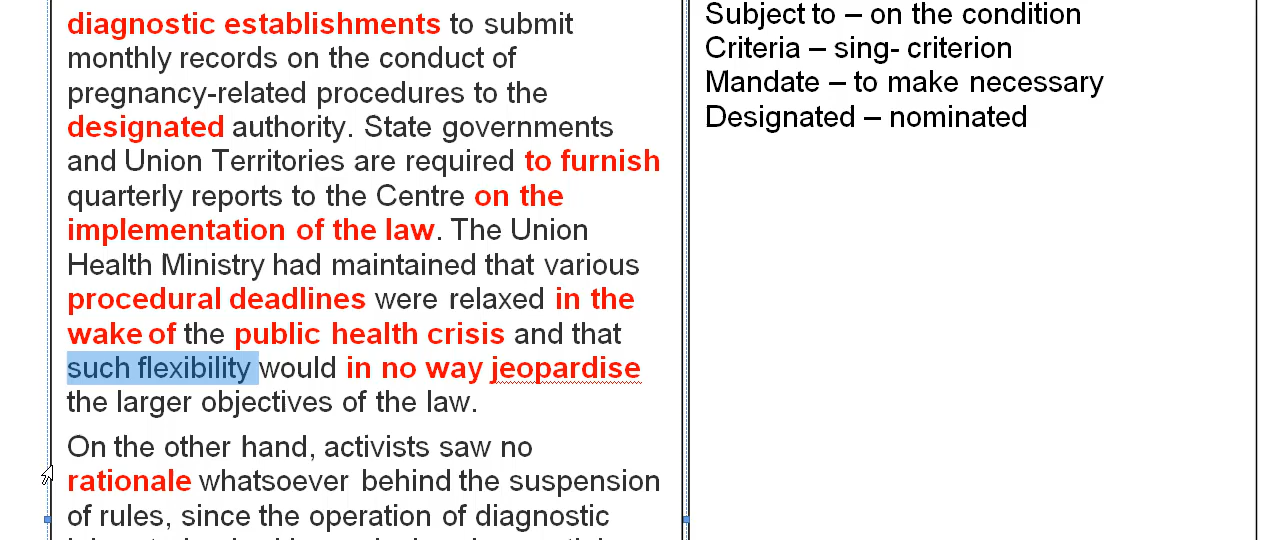 diagnostic establishments to submit
monthly records on the conduct of
pregnancy-related procedures to the
designated authority. State governments
and Union Territories are required to furnish
quarterly reports to the Centre on the
implementation of the law. The Union
Health Ministry had maintained that various
procedural deadlines were relaxed in the
wake of the public health crisis and that
such flexibility would in no way jeopardise
the larger objectives of the law.
On the other hand, activists saw no
rationale whatsoever behind the suspension
of rules, since the operation of diagnostic
Subject to – on the condition
Criteria – sing- criterion
Mandate – to make necessary
Designated – nominated